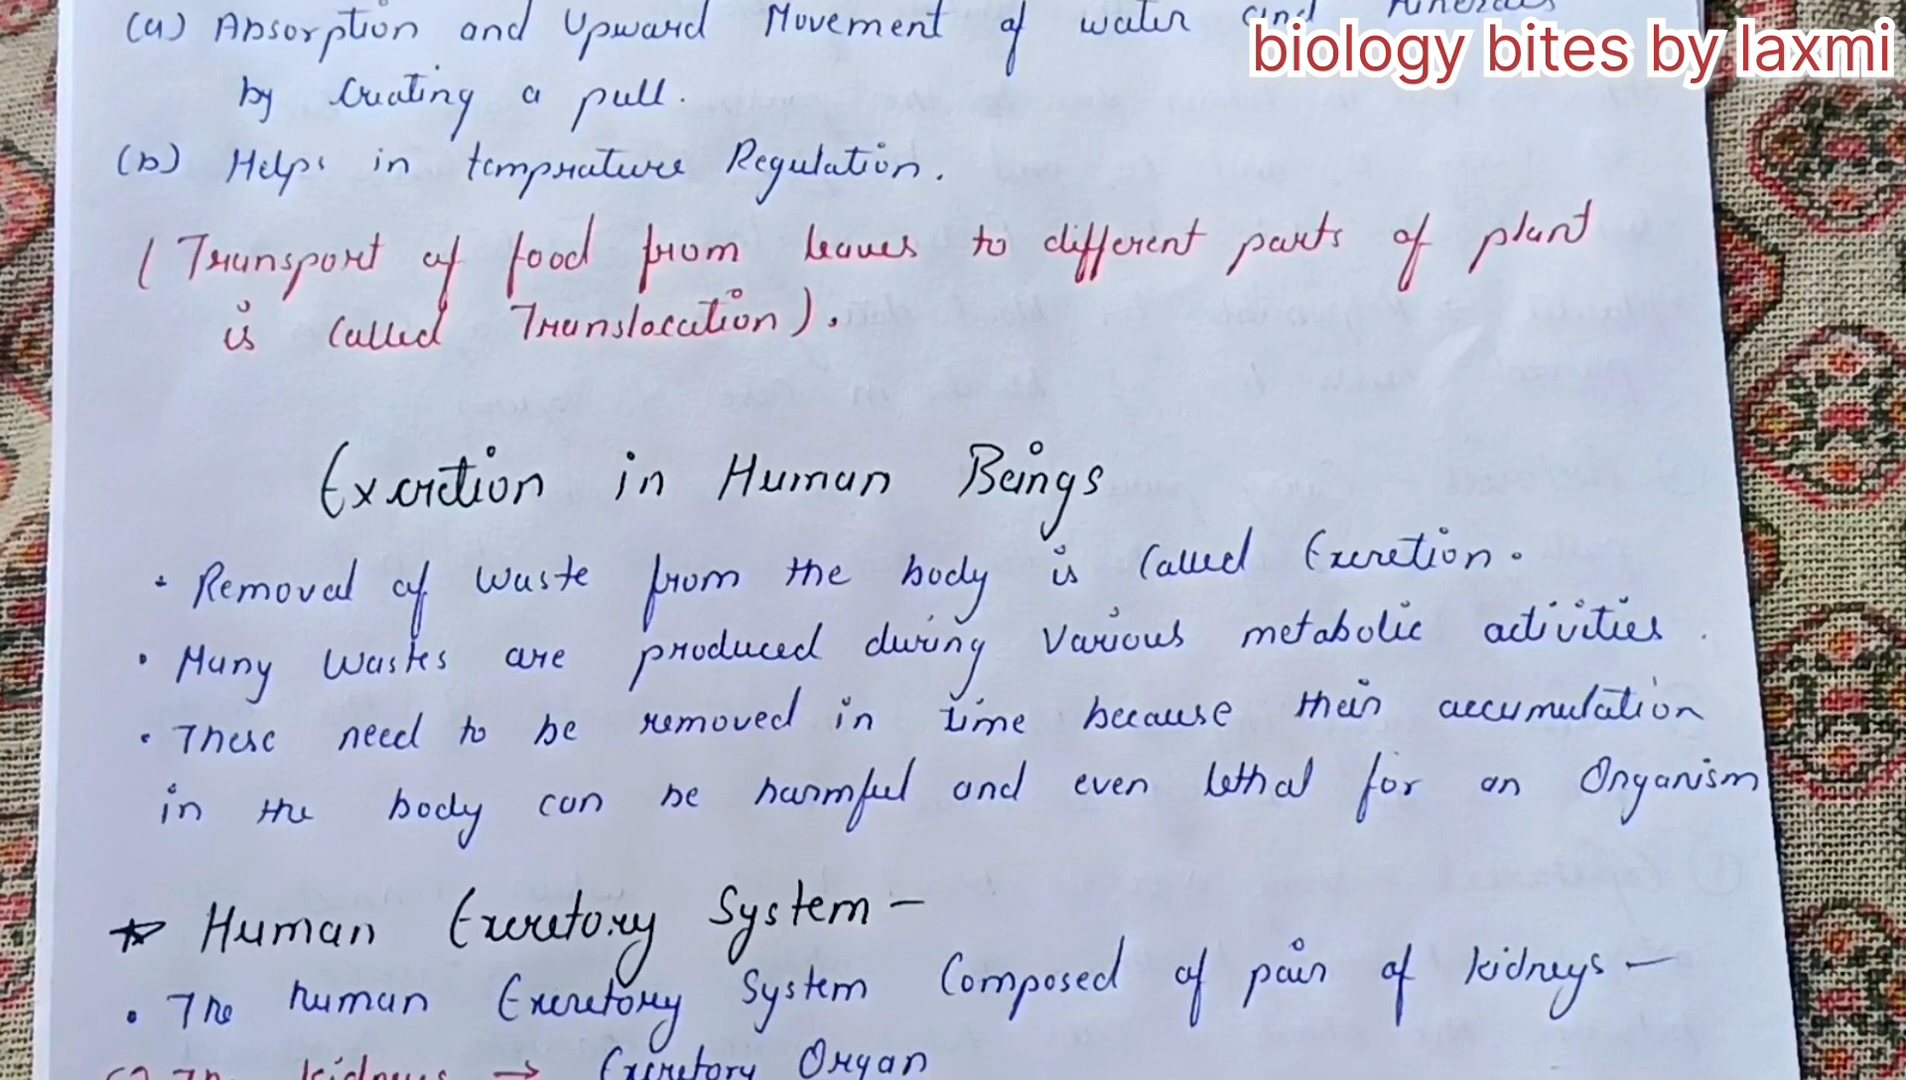 (a) Absorption and Upward Movement of water and Minerals
biology bites by laxmi
by creating a pull.
(b) Helps in temprature Regulation.
(Transport of food from leaves to different parts of plant
is called Translocation).
Excretion in Human Beings
• Removal of waste from the body is called Excretion.
• Many wastes are produced during various metabolic activities.
• These need to be removed in time because their accumulation
in the body can be harmful and even lethal for an Organism
★ Human Excretory System –
• The human Excretory System Composed of pair of kidneys –
The kidneys → Excretory Organ